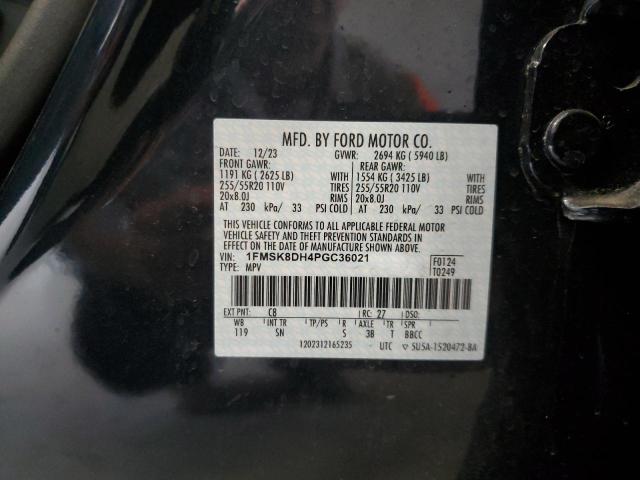 MFD. BY FORD MOTOR CO.
DATE: 12/23 GVWR: 2694 KG ( 5940 LB)
FRONT GAWR: REAR GAWR:
1191 KG ( 2625 LB) 1554 KG ( 3425 LB)
255/55R20 110V TIRES 255/55R20 110V TIRES
20x8.0J RIMS 20x8.0J RIMS
AT 230 kPa/ 33 PSI COLD AT 230 kPa/ 33 PSI COLD
THIS VEHICLE CONFORMS TO ALL APPLICABLE FEDERAL MOTOR
VEHICLE SAFETY AND THEFT PREVENTION STANDARDS IN
EFFECT ON THE DATE OF MANUFACTURE SHOWN ABOVE.
VIN: 1FMSK8DH4PGC36021 F0124
TYPE: MPV T0249
EXT PNT: C8 RC: 27 DSO:
WB INT TR TP/PS R AXLE TR SPR
119 SN S 3B T BBCC
1202312165235 UTC ▽ 5U5A-1520472-8A